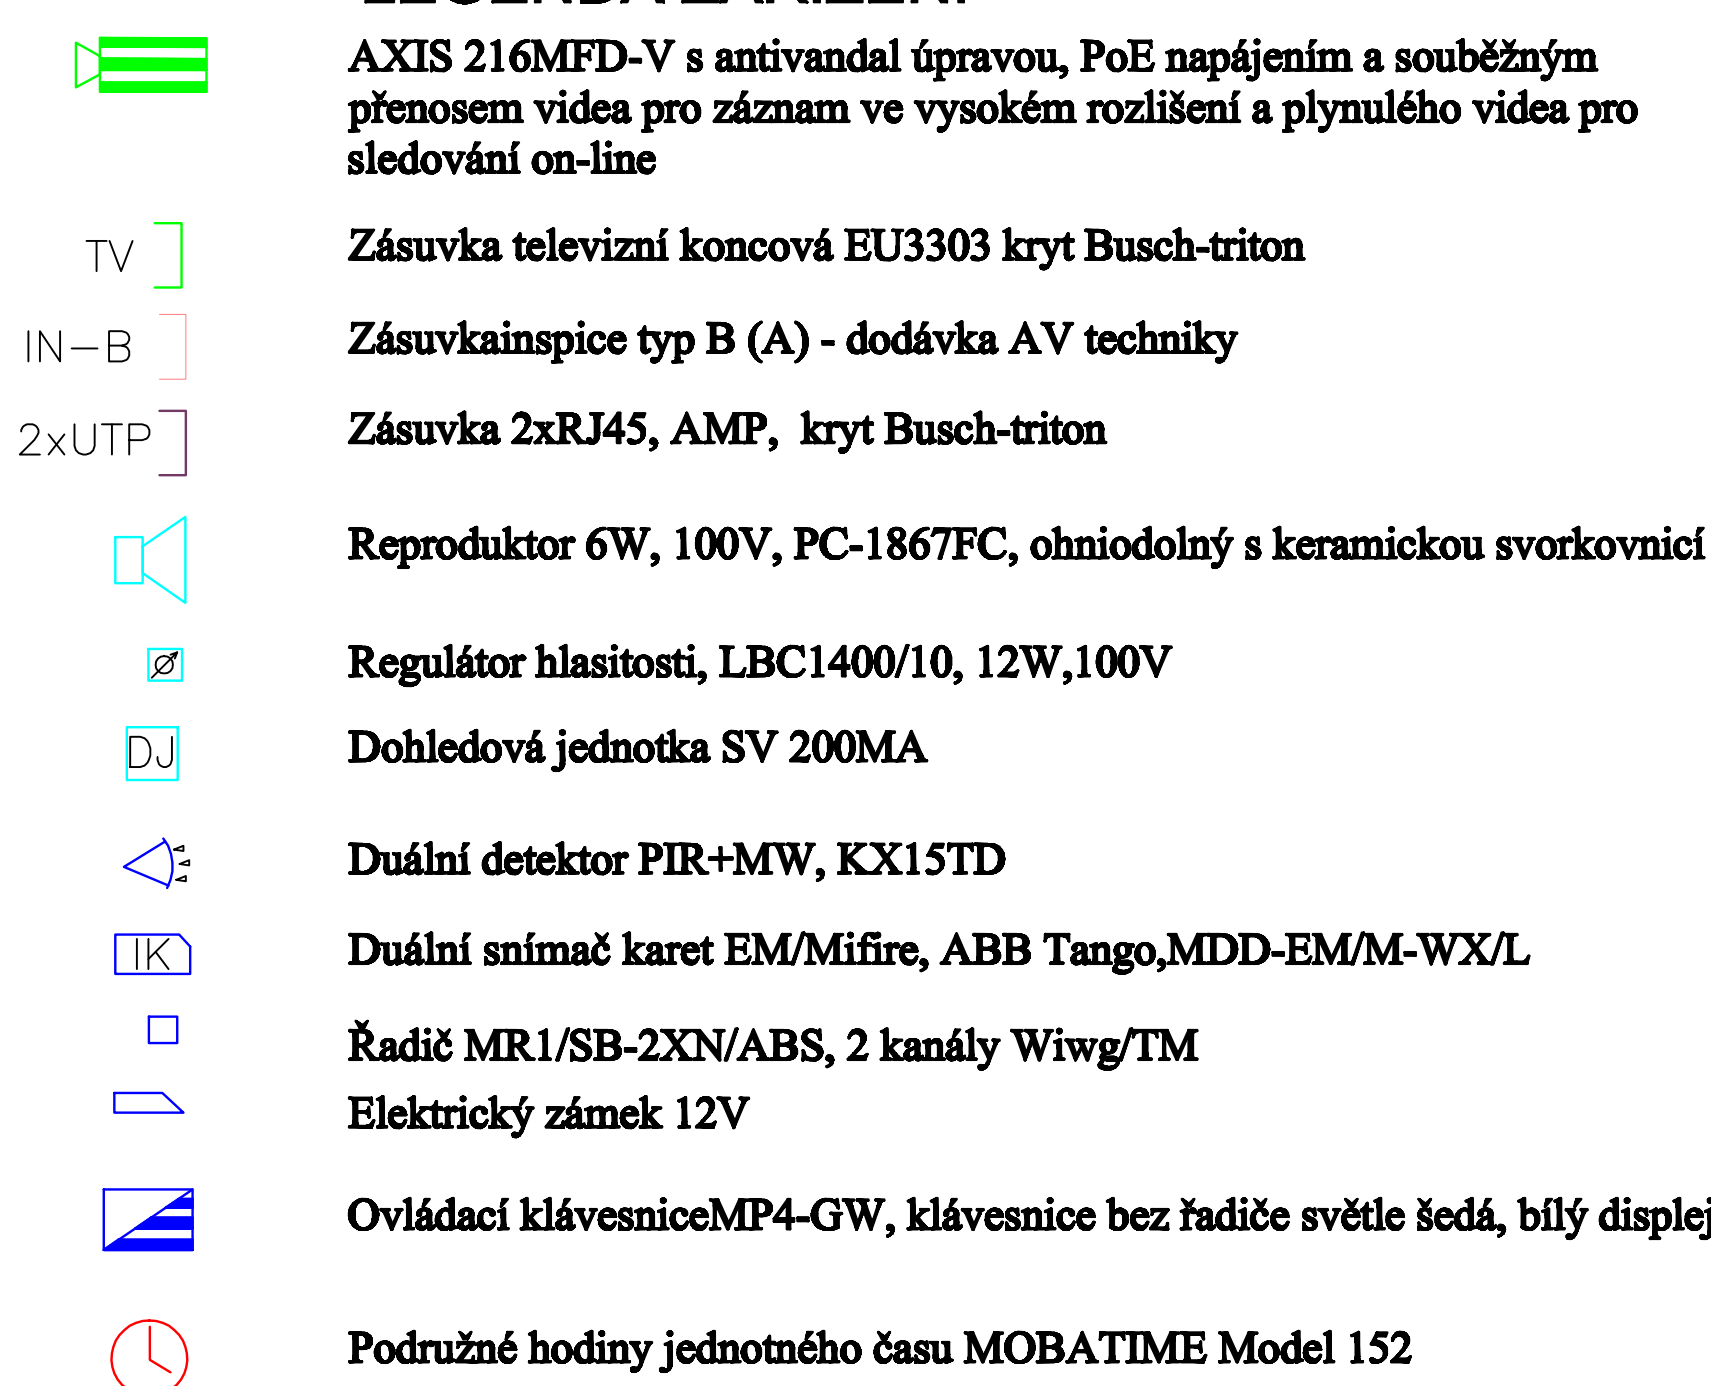 AXIS 216MFD-V s antivandal úpravou, PoE napájením a souběžným
přenosem videa pro záznam ve vysokém rozlišení a plynulého videa pro
sledování on-line
TV Zásuvka televizní koncová EU3303 kryt Busch-triton
IN-B Zásuvkainspice typ B (A) - dodávka AV techniky
2xUTP Zásuvka 2xRJ45, AMP, kryt Busch-triton
Reproduktor 6W, 100V, PC-1867FC, ohniodolný s keramickou svorkovnicí
Regulátor hlasitosti, LBC1400/10, 12W,100V
DJ Dohledová jednotka SV 200MA
Duální detektor PIR+MW, KX15TD
IK Duální snímač karet EM/Mifire, ABB Tango,MDD-EM/M-WX/L
Řadič MR1/SB-2XN/ABS, 2 kanály Wiwg/TM
Elektrický zámek 12V
Ovládací klávesniceMP4-GW, klávesnice bez řadiče světle šedá, bílý displej
Podružné hodiny jednotného času MOBATIME Model 152